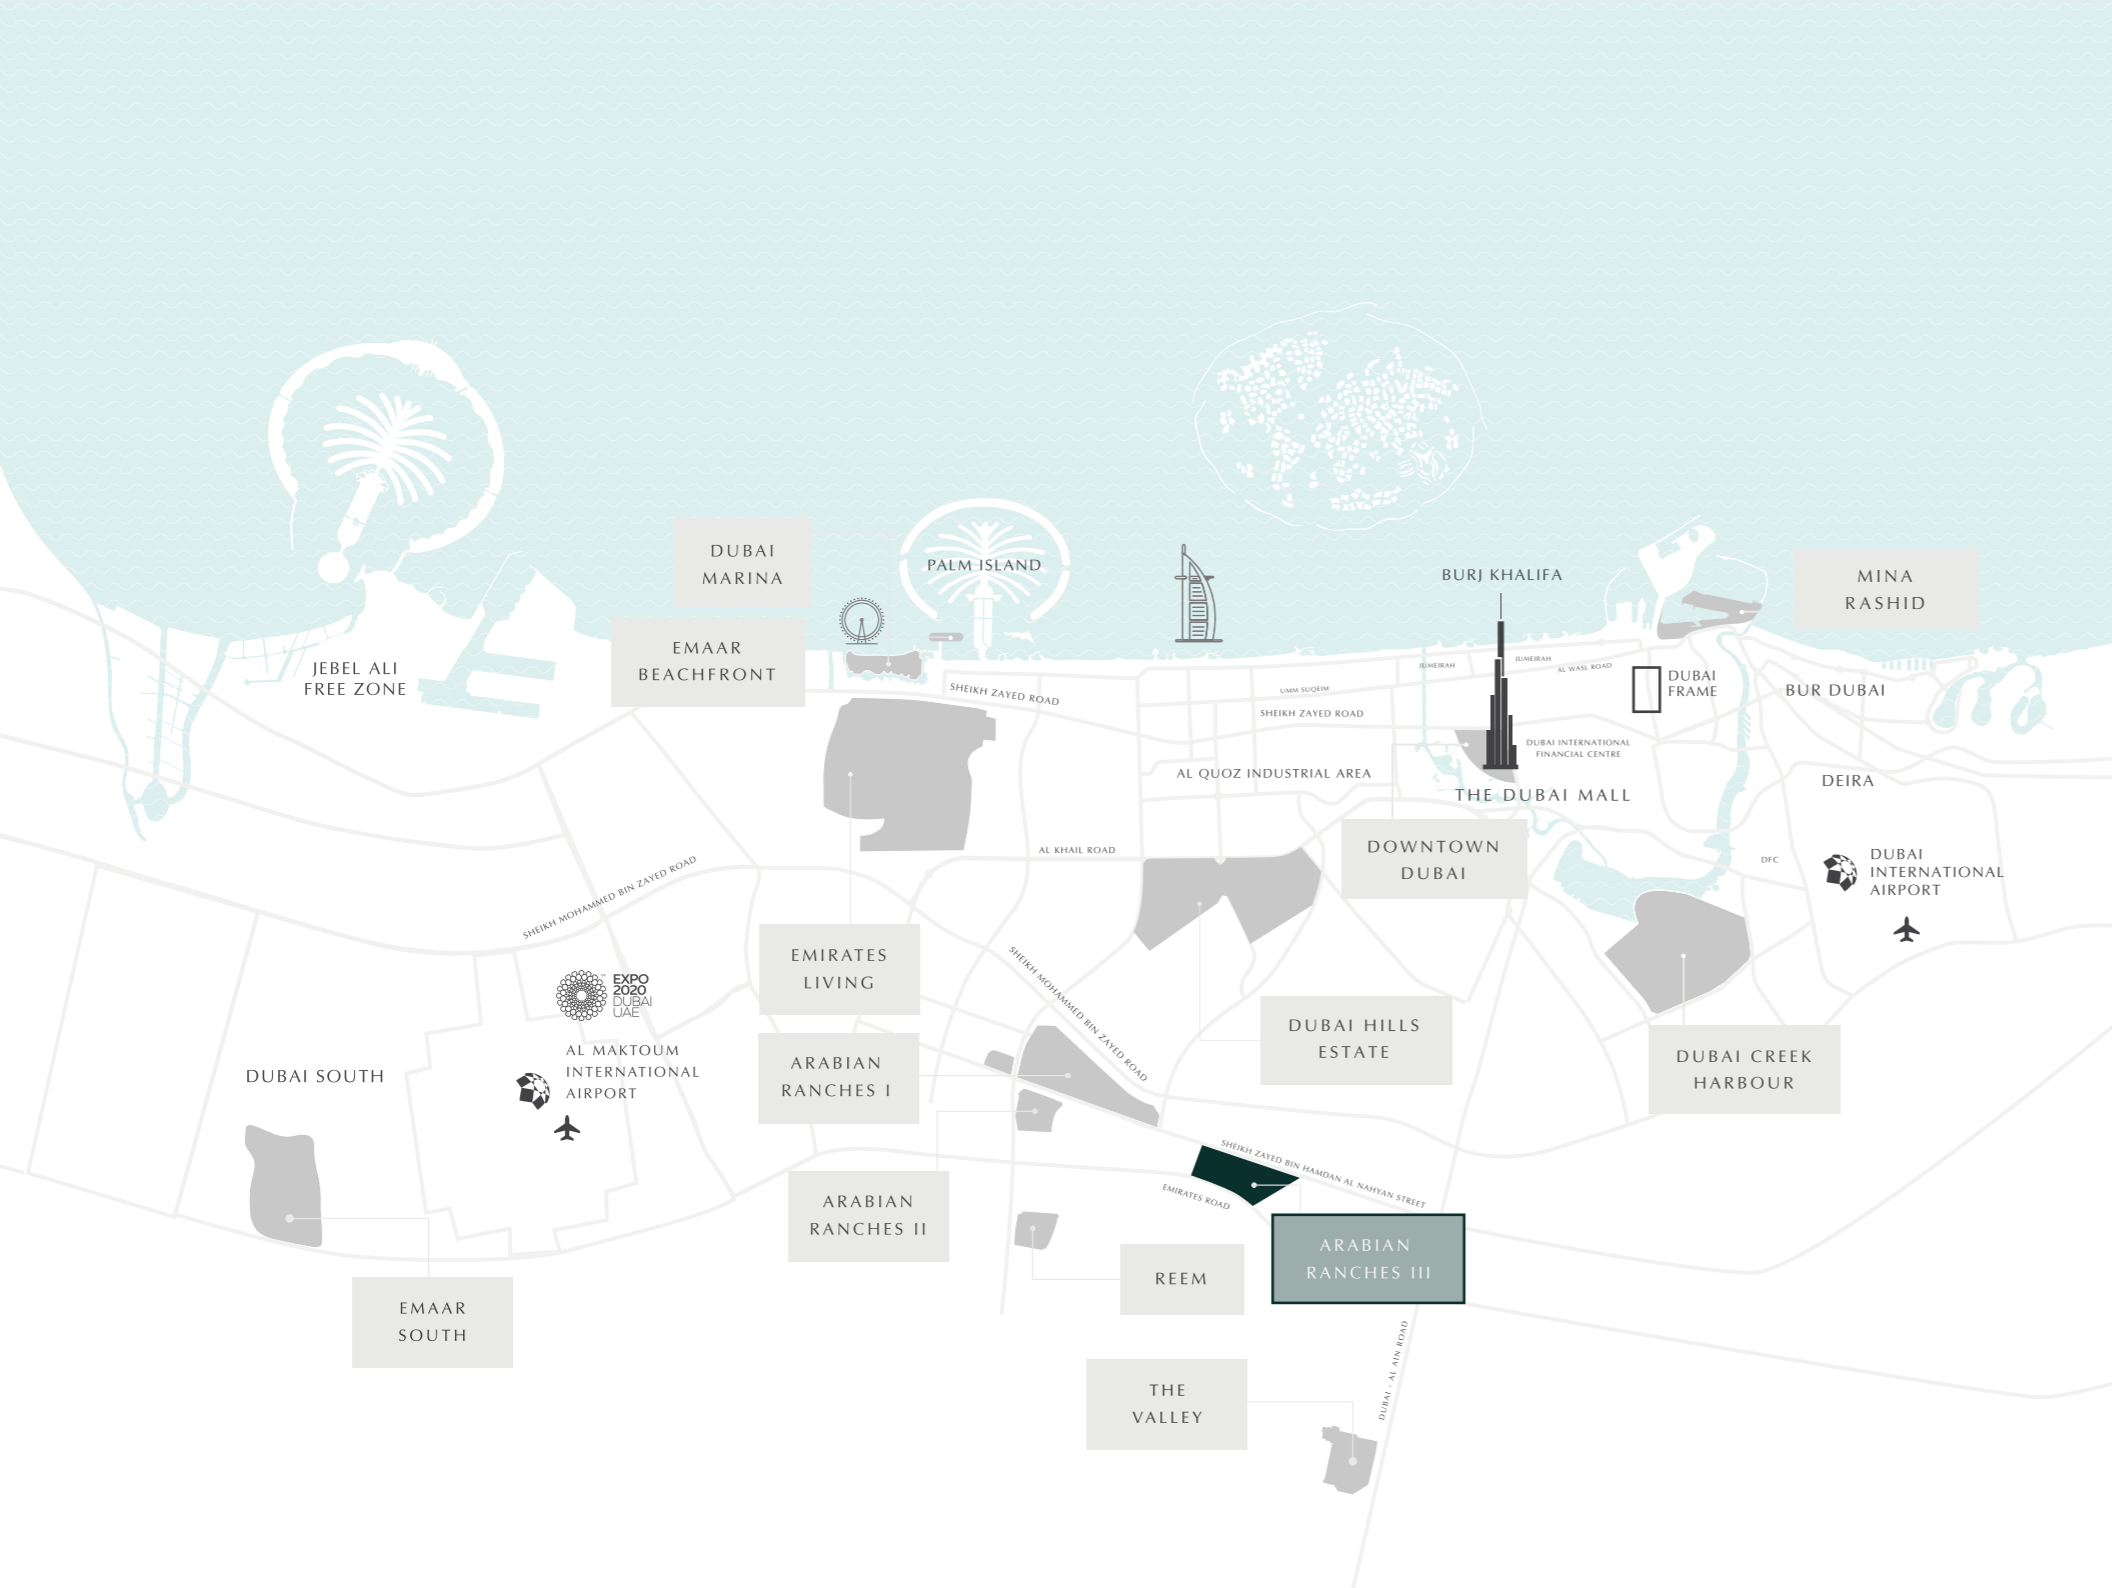 DUBAI
MARINA
PALM ISLAND
BURJ KHALIFA
MINA
RASHID
EMAAR
BEACHFRONT
JEBEL ALI
FREE ZONE
SHEIKH ZAYED ROAD
UMM SUQEIM
SHEIKH ZAYED ROAD
JUMEIRAH
JUMEIRAH
AL WASL ROAD
DUBAI
FRAME
BUR DUBAI
DUBAI INTERNATIONAL
FINANCIAL CENTRE
AL QUOZ INDUSTRIAL AREA
THE DUBAI MALL
DEIRA
DOWNTOWN
DUBAI
AL KHAIL ROAD
DFC
DUBAI
INTERNATIONAL
AIRPORT
SHEIKH MOHAMMED BIN ZAYED ROAD
EMIRATES
LIVING
SHEIKH MOHAMMED BIN ZAYED ROAD
EXPO
2020
DUBAI
UAE
™
DUBAI HILLS
ESTATE
DUBAI CREEK
HARBOUR
AL MAKTOUM
INTERNATIONAL
AIRPORT
DUBAI SOUTH
ARABIAN
RANCHES I
SHEIKH ZAYED BIN HAMDAN AL NAHYAN STREET
EMIRATES ROAD
ARABIAN
RANCHES II
ARABIAN
RANCHES III
REEM
EMAAR
SOUTH
DUBAI - AL AIN ROAD
THE
VALLEY